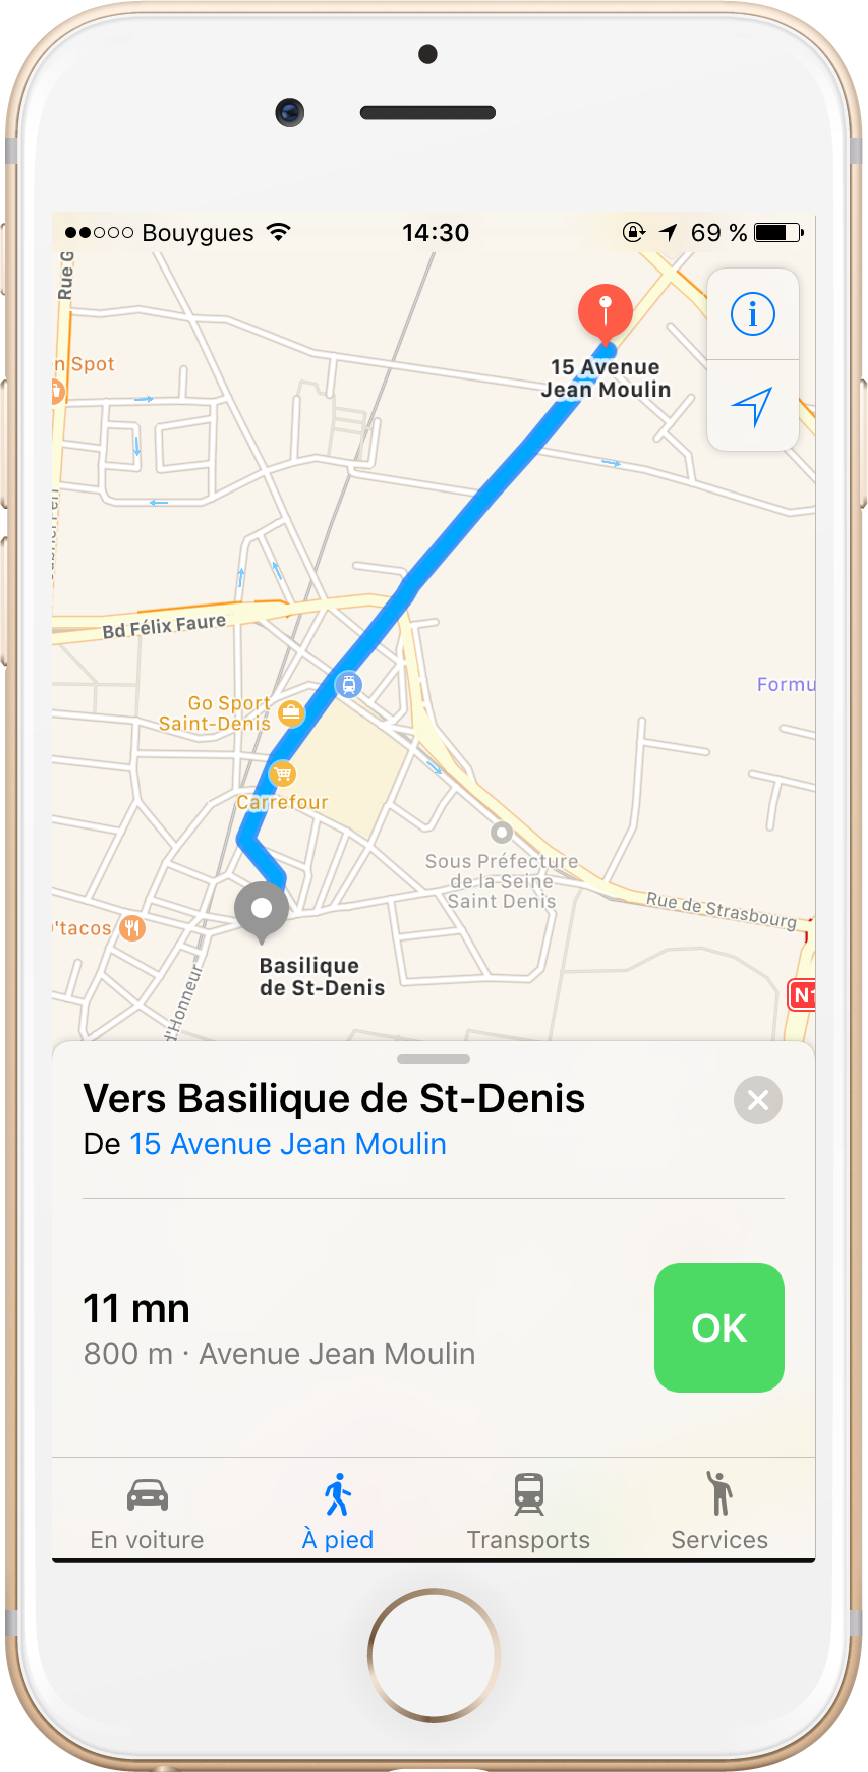 Bouygues 14:30 69 %
Rue G
n Spot
15 Avenue
Jean Moulin
Bd Félix Faure
Go Sport
Saint-Denis
Formu
Carrefour
Sous Préfecture
de la Seine
Saint Denis
Rue de Strasbourg
'tacos
Basilique
de St-Denis
d'Honneur
N1
Vers Basilique de St-Denis
De 15 Avenue Jean Moulin
11 mn
OK
800 m · Avenue Jean Moulin
En voiture
À pied
Transports
Services